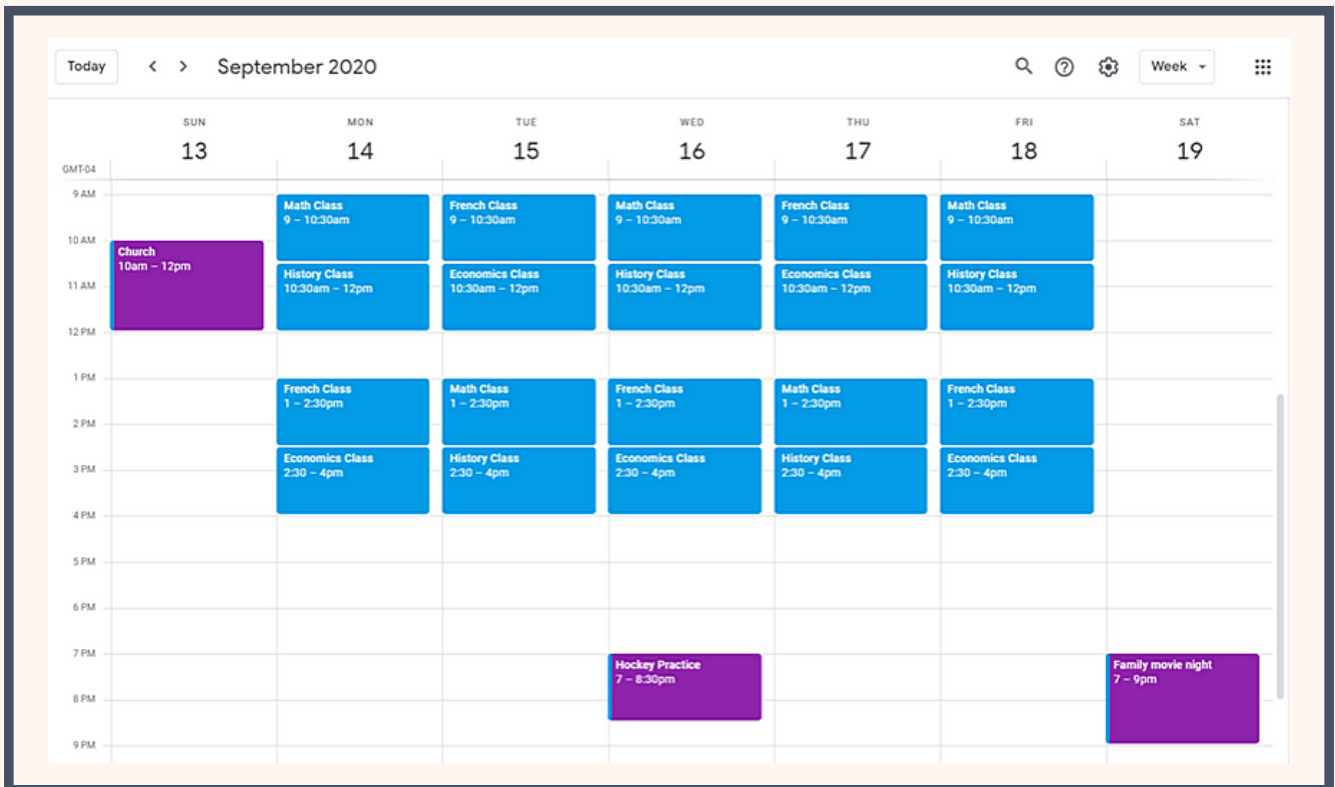 Today
September 2020
Week
SUN MON TUE WED THU FRI SAT
13 14 15 16 17 18 19
GMT-04
9 AM
10 AM
11 AM
12 PM
1 PM
2 PM
3 PM
4 PM
5 PM
6 PM
7 PM
8 PM
9 PM
Church
10am – 12pm
Math Class
9 – 10:30am
History Class
10:30am – 12pm
French Class
1 – 2:30pm
Economics Class
2:30 – 4pm
French Class
9 – 10:30am
Economics Class
10:30am – 12pm
Math Class
1 – 2:30pm
History Class
2:30 – 4pm
Math Class
9 – 10:30am
History Class
10:30am – 12pm
French Class
1 – 2:30pm
Economics Class
2:30 – 4pm
Hockey Practice
7 – 8:30pm
French Class
9 – 10:30am
Economics Class
10:30am – 12pm
Math Class
1 – 2:30pm
History Class
2:30 – 4pm
Math Class
9 – 10:30am
History Class
10:30am – 12pm
French Class
1 – 2:30pm
Economics Class
2:30 – 4pm
Family movie night
7 – 9pm